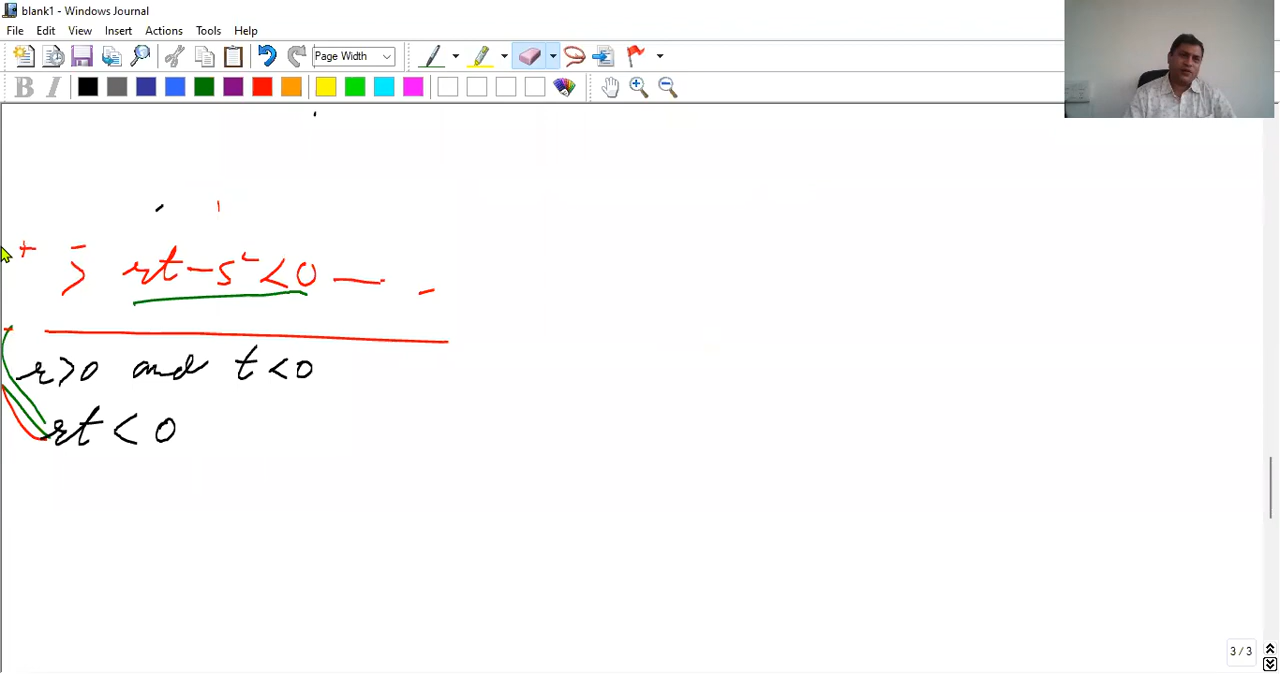 blank1 - Windows Journal
File Edit View Insert Actions Tools Help
Page Width
B I
rt - s² < 0
r > 0 and t < 0
rt < 0
3 / 3